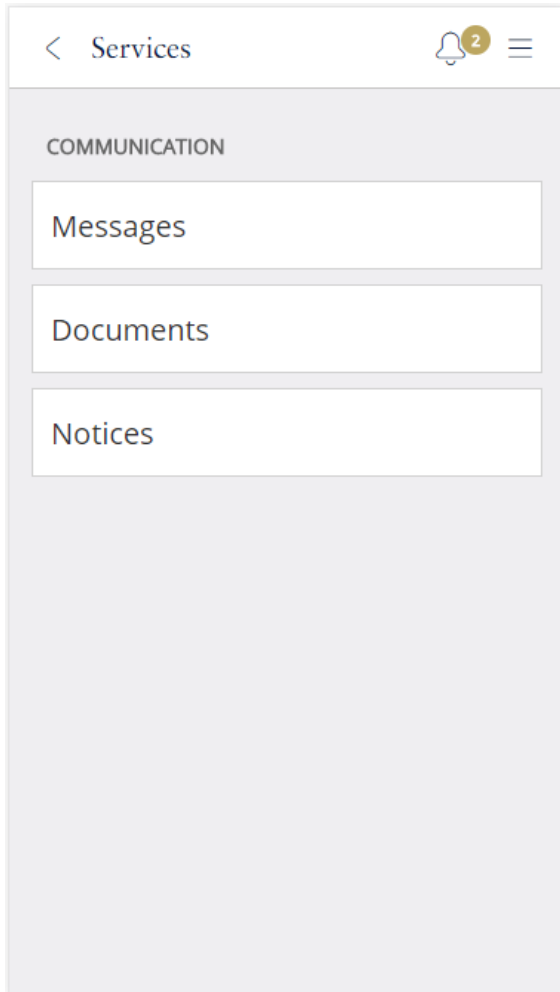 Services
2
COMMUNICATION
Messages
Documents
Notices